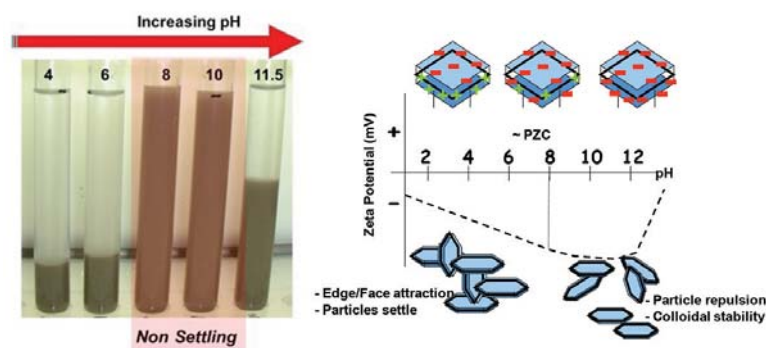 Increasing pH
4 6 8 10 11.5
Non Settling
Zeta Potential (mV)
+
~ PZC
2 4 6 8 10 12
pH
-
- Edge/Face attraction
- Particles settle
- Particle repulsion
- Colloidal stability